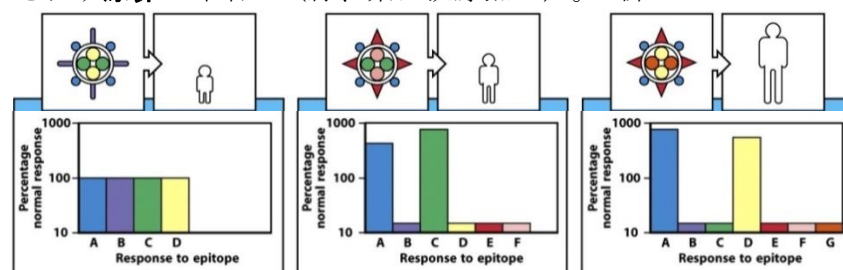 1000
100
10
Percentage
normal response
A B C D
Response to epitope
1000
100
10
Percentage
normal response
A B C D E F
Response to epitope
1000
100
10
Percentage
normal response
A B C D E F G
Response to epitope